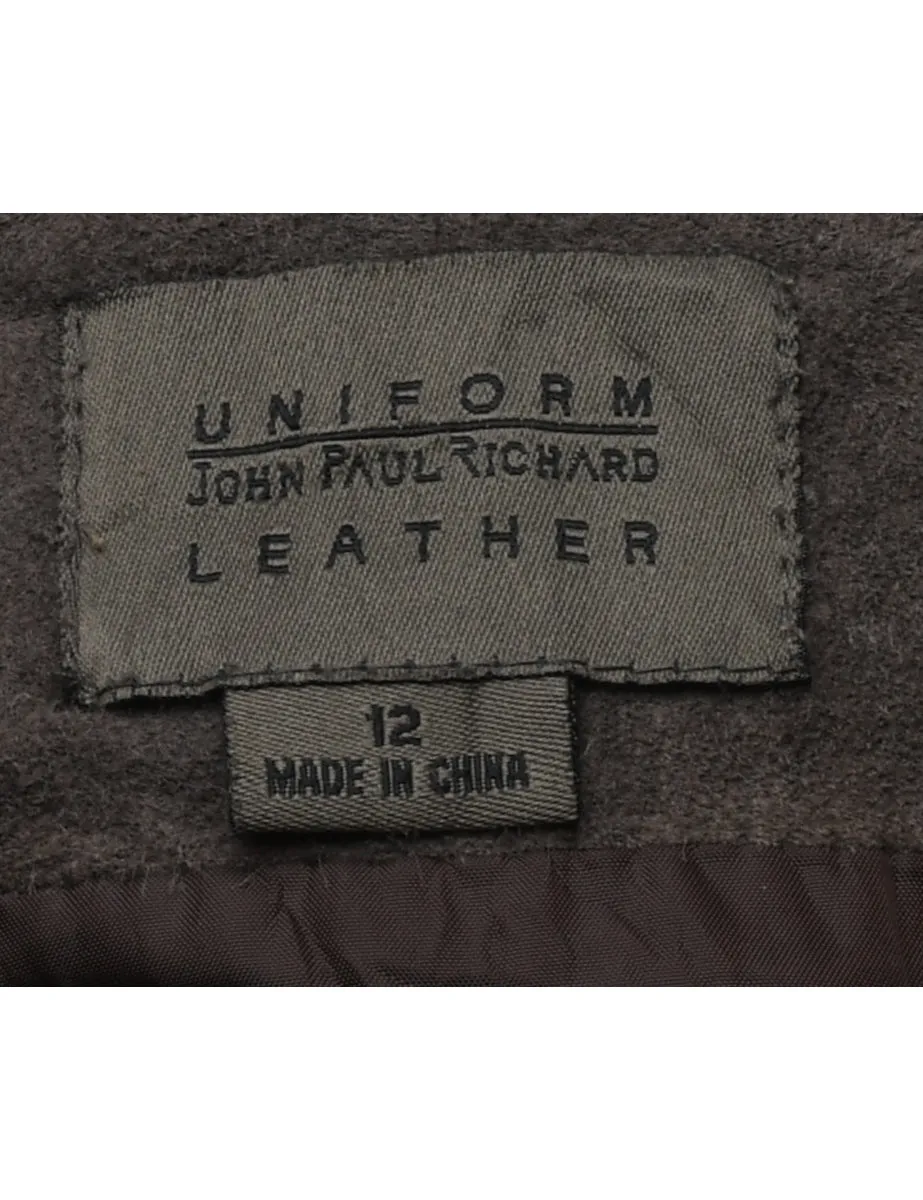 UNIFORM
JOHN PAUL RICHARD
LEATHER
12
MADE IN CHINA